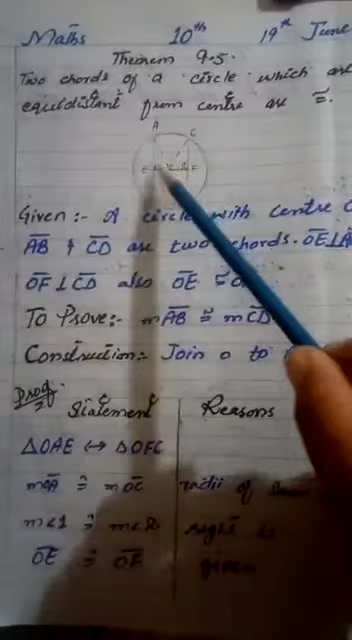 Maths 10th 19th June
Theorem 9.5.
Two chords of a circle which are
equidistant from centre are ≅.
A C
E F
Given :- A circle with centre
AB & CD are two chords. OE⊥
OF ⊥ CD also OE ≅
To Prove:- mAB ≅ mCD
Construction:- Join o to
Proof:-
Statement Reasons
ΔOAE ↔ ΔOFC
mOA ≅ mOC radii of
m<1 ≅ m<2 right
OE ≅ OF given